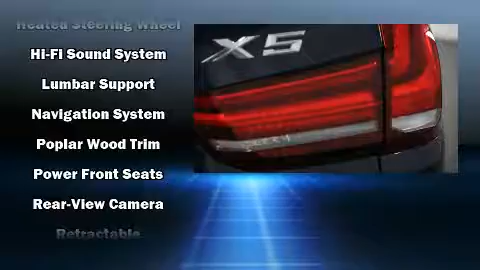 Heated Steering Wheel
Hi-Fi Sound System
Lumbar Support
Navigation System
Poplar Wood Trim
Power Front Seats
Rear-View Camera
Retractable
X5